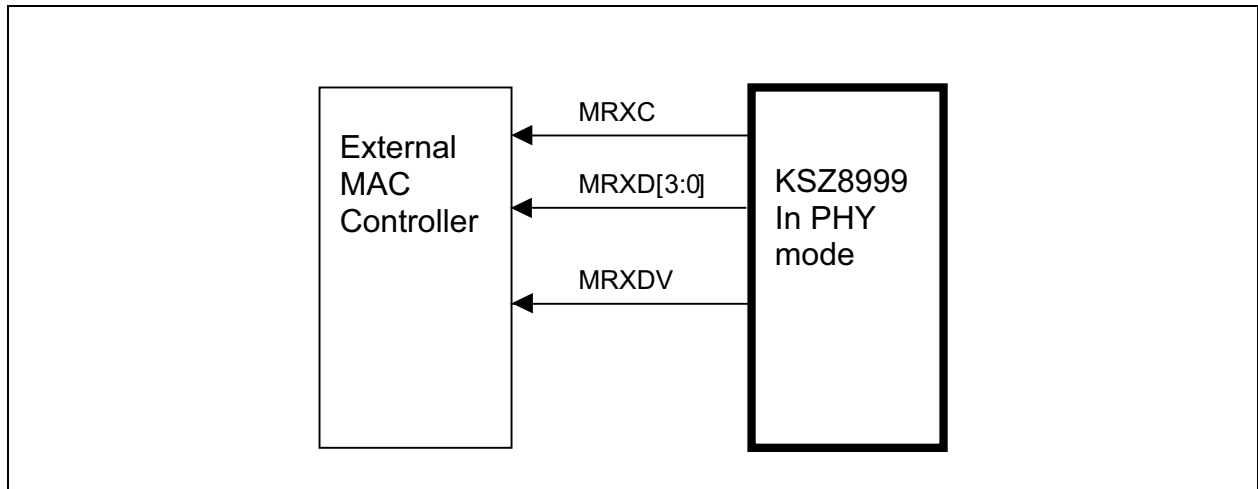 External
MAC
Controller
MRXC
MRXD[3:0]
MRXDV
KSZ8999
In PHY
mode